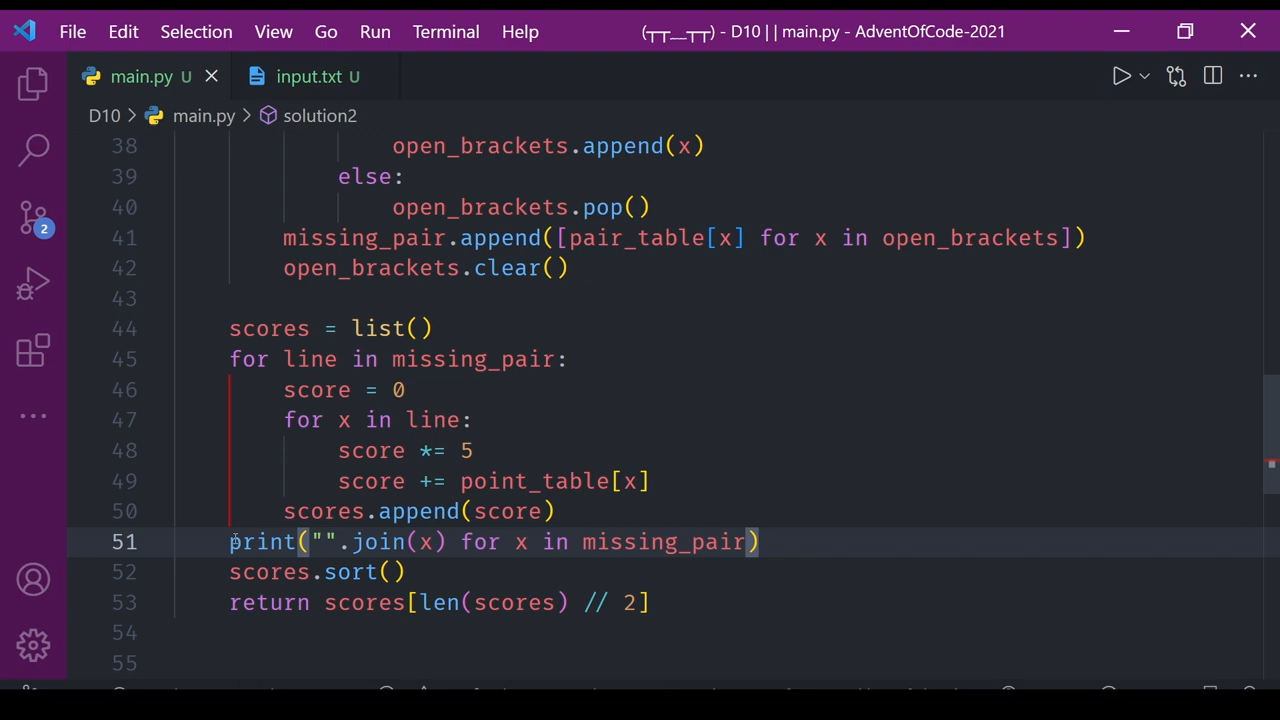 File Edit Selection View Go Run Terminal Help (┬┬﹏┬┬) - D10 | | main.py - AdventOfCode-2021
main.py U input.txt U
D10 > main.py > solution2
38 open_brackets.append(x)
39 else:
40 open_brackets.pop()
41 missing_pair.append([pair_table[x] for x in open_brackets])
42 open_brackets.clear()
43
44 scores = list()
45 for line in missing_pair:
46 score = 0
47 for x in line:
48 score *= 5
49 score += point_table[x]
50 scores.append(score)
51 print("".join(x) for x in missing_pair)
52 scores.sort()
53 return scores[len(scores) // 2]
54
55
2